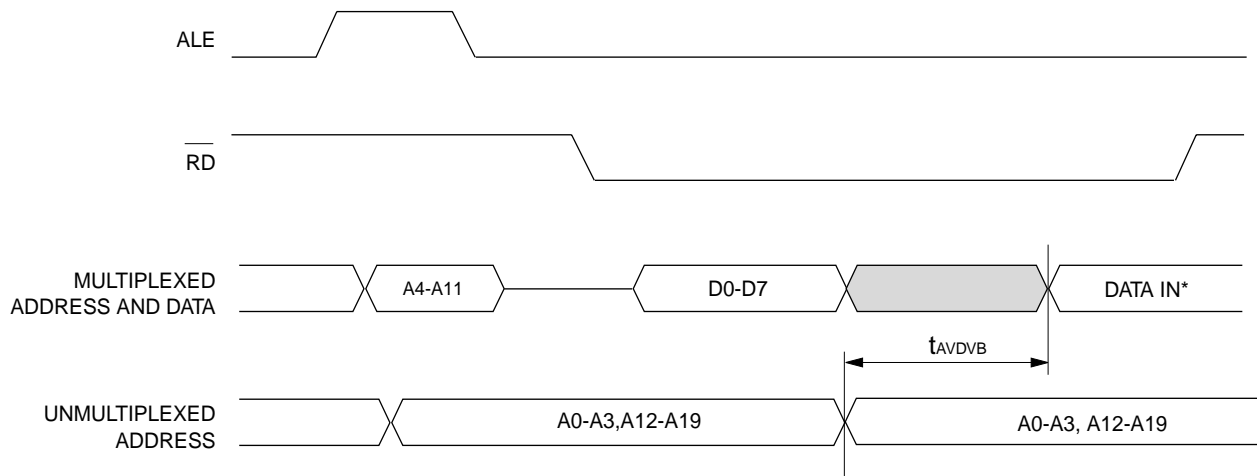 ALE
RD
MULTIPLEXED
ADDRESS AND DATA
A4-A11
D0-D7
DATA IN*
tAVDVB
UNMULTIPLEXED
ADDRESS
A0-A3,A12-A19
A0-A3, A12-A19